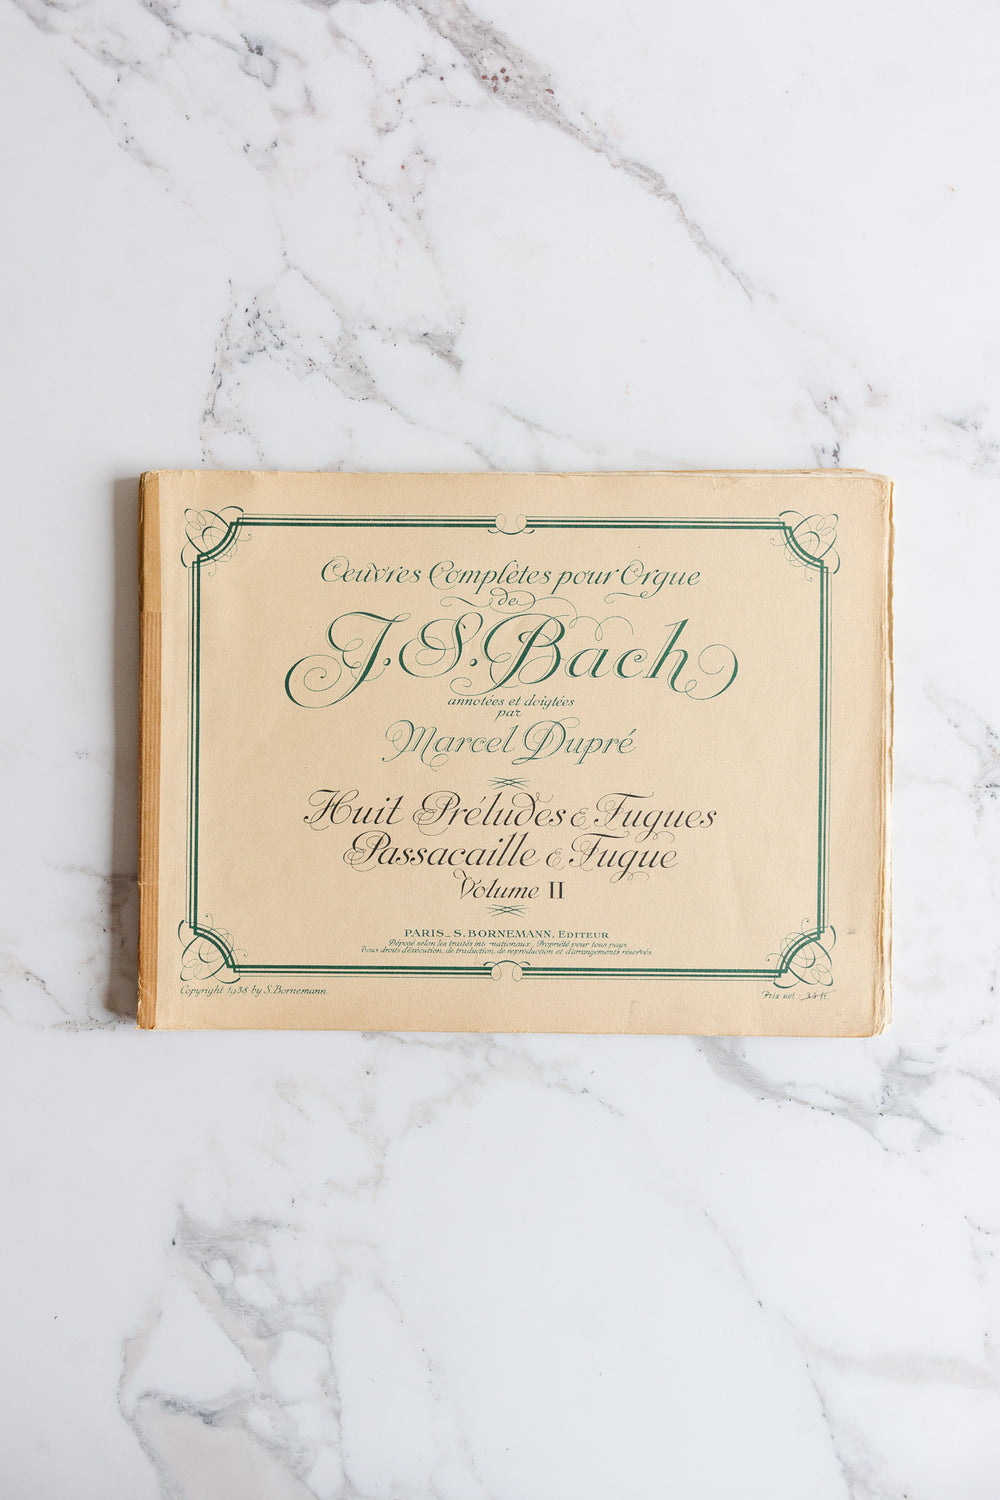 Œuvres Complètes pour Orgue
de
J. S. Bach
annotées et doigtées
par
Marcel Dupré
Huit Préludes & Fugues
Passacaille & Fugue
Volume II
PARIS_ S. BORNEMANN, EDITEUR
Déposé selon les traités internationaux. Propriété pour tous pays.
Tous droits d'exécution, de traduction, de reproduction et d'arrangements réservés.
Copyright 1938 by S. Bornemann
Prix net :